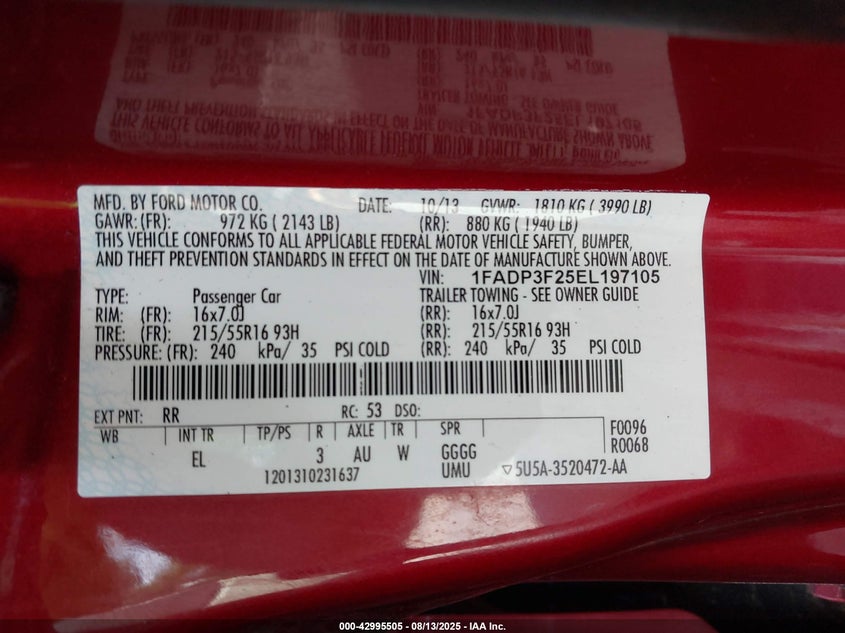 MFD. BY FORD MOTOR CO. DATE: 10/13 GVWR: 1810 KG ( 3990 LB)
GAWR: (FR): 972 KG ( 2143 LB) (RR): 880 KG ( 1940 LB)
THIS VEHICLE CONFORMS TO ALL APPLICABLE FEDERAL MOTOR VEHICLE SAFETY, BUMPER,
AND THEFT PREVENTION STANDARDS IN EFFECT ON THE DATE OF MANUFACTURE SHOWN ABOVE.
VIN: 1FADP3F25EL197105
TYPE: Passenger Car TRAILER TOWING - SEE OWNER GUIDE
RIM: (FR): 16x7.0J (RR): 16x7.0J
TIRE: (FR): 215/55R16 93H (RR): 215/55R16 93H
PRESSURE: (FR): 240 kPa/ 35 PSI COLD (RR): 240 kPa/ 35 PSI COLD
EXT PNT: RR RC: 53 DSO:
WB INT TR TP/PS R AXLE TR SPR F0096
EL 3 AU W GGGG R0068
1201310231637 UMU ▽5U5A-3520472-AA
000-42995505 • 08/13/2025 • IAA Inc.